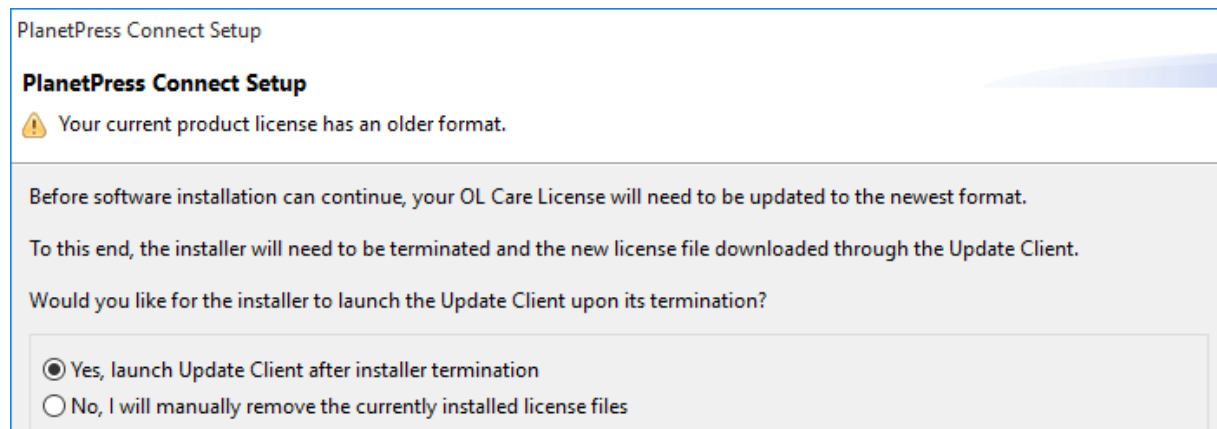 PlanetPress Connect Setup
PlanetPress Connect Setup
Your current product license has an older format.
Before software installation can continue, your OL Care License will need to be updated to the newest format.
To this end, the installer will need to be terminated and the new license file downloaded through the Update Client.
Would you like for the installer to launch the Update Client upon its termination?
Yes, launch Update Client after installer termination
No, I will manually remove the currently installed license files